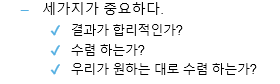 – 세가지가 중요하다.
✓ 결과가 합리적인가?
✓ 수렴 하는가?
✓ 우리가 원하는 대로 수렴 하는가?